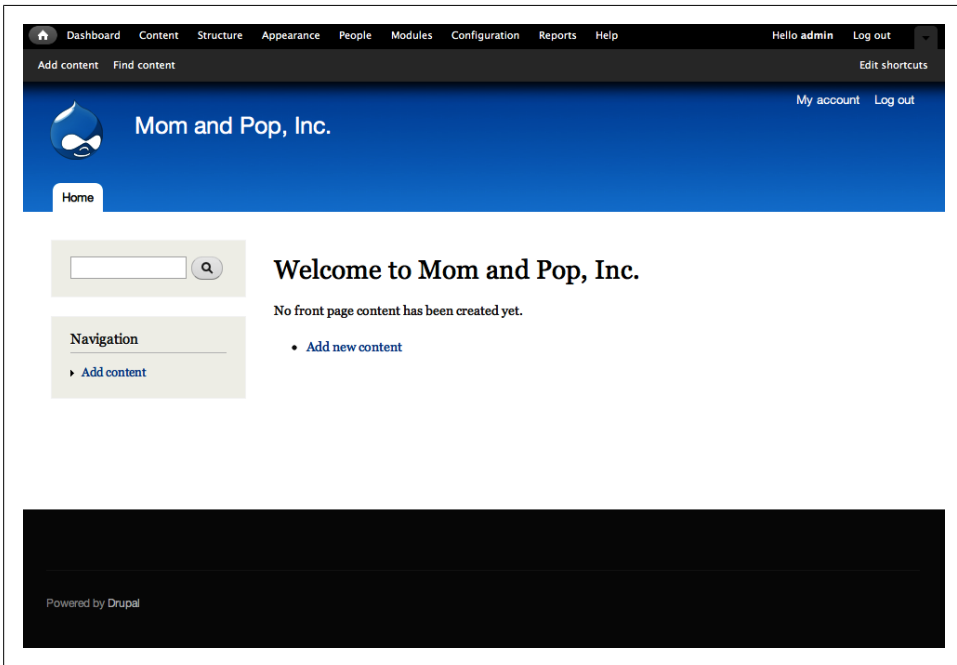 Dashboard Content Structure Appearance People Modules Configuration Reports Help Hello admin Log out
Add content Find content Edit shortcuts
My account Log out
Mom and Pop, Inc.
Home
Welcome to Mom and Pop, Inc.
No front page content has been created yet.
Navigation
Add new content
Add content
Powered by Drupal